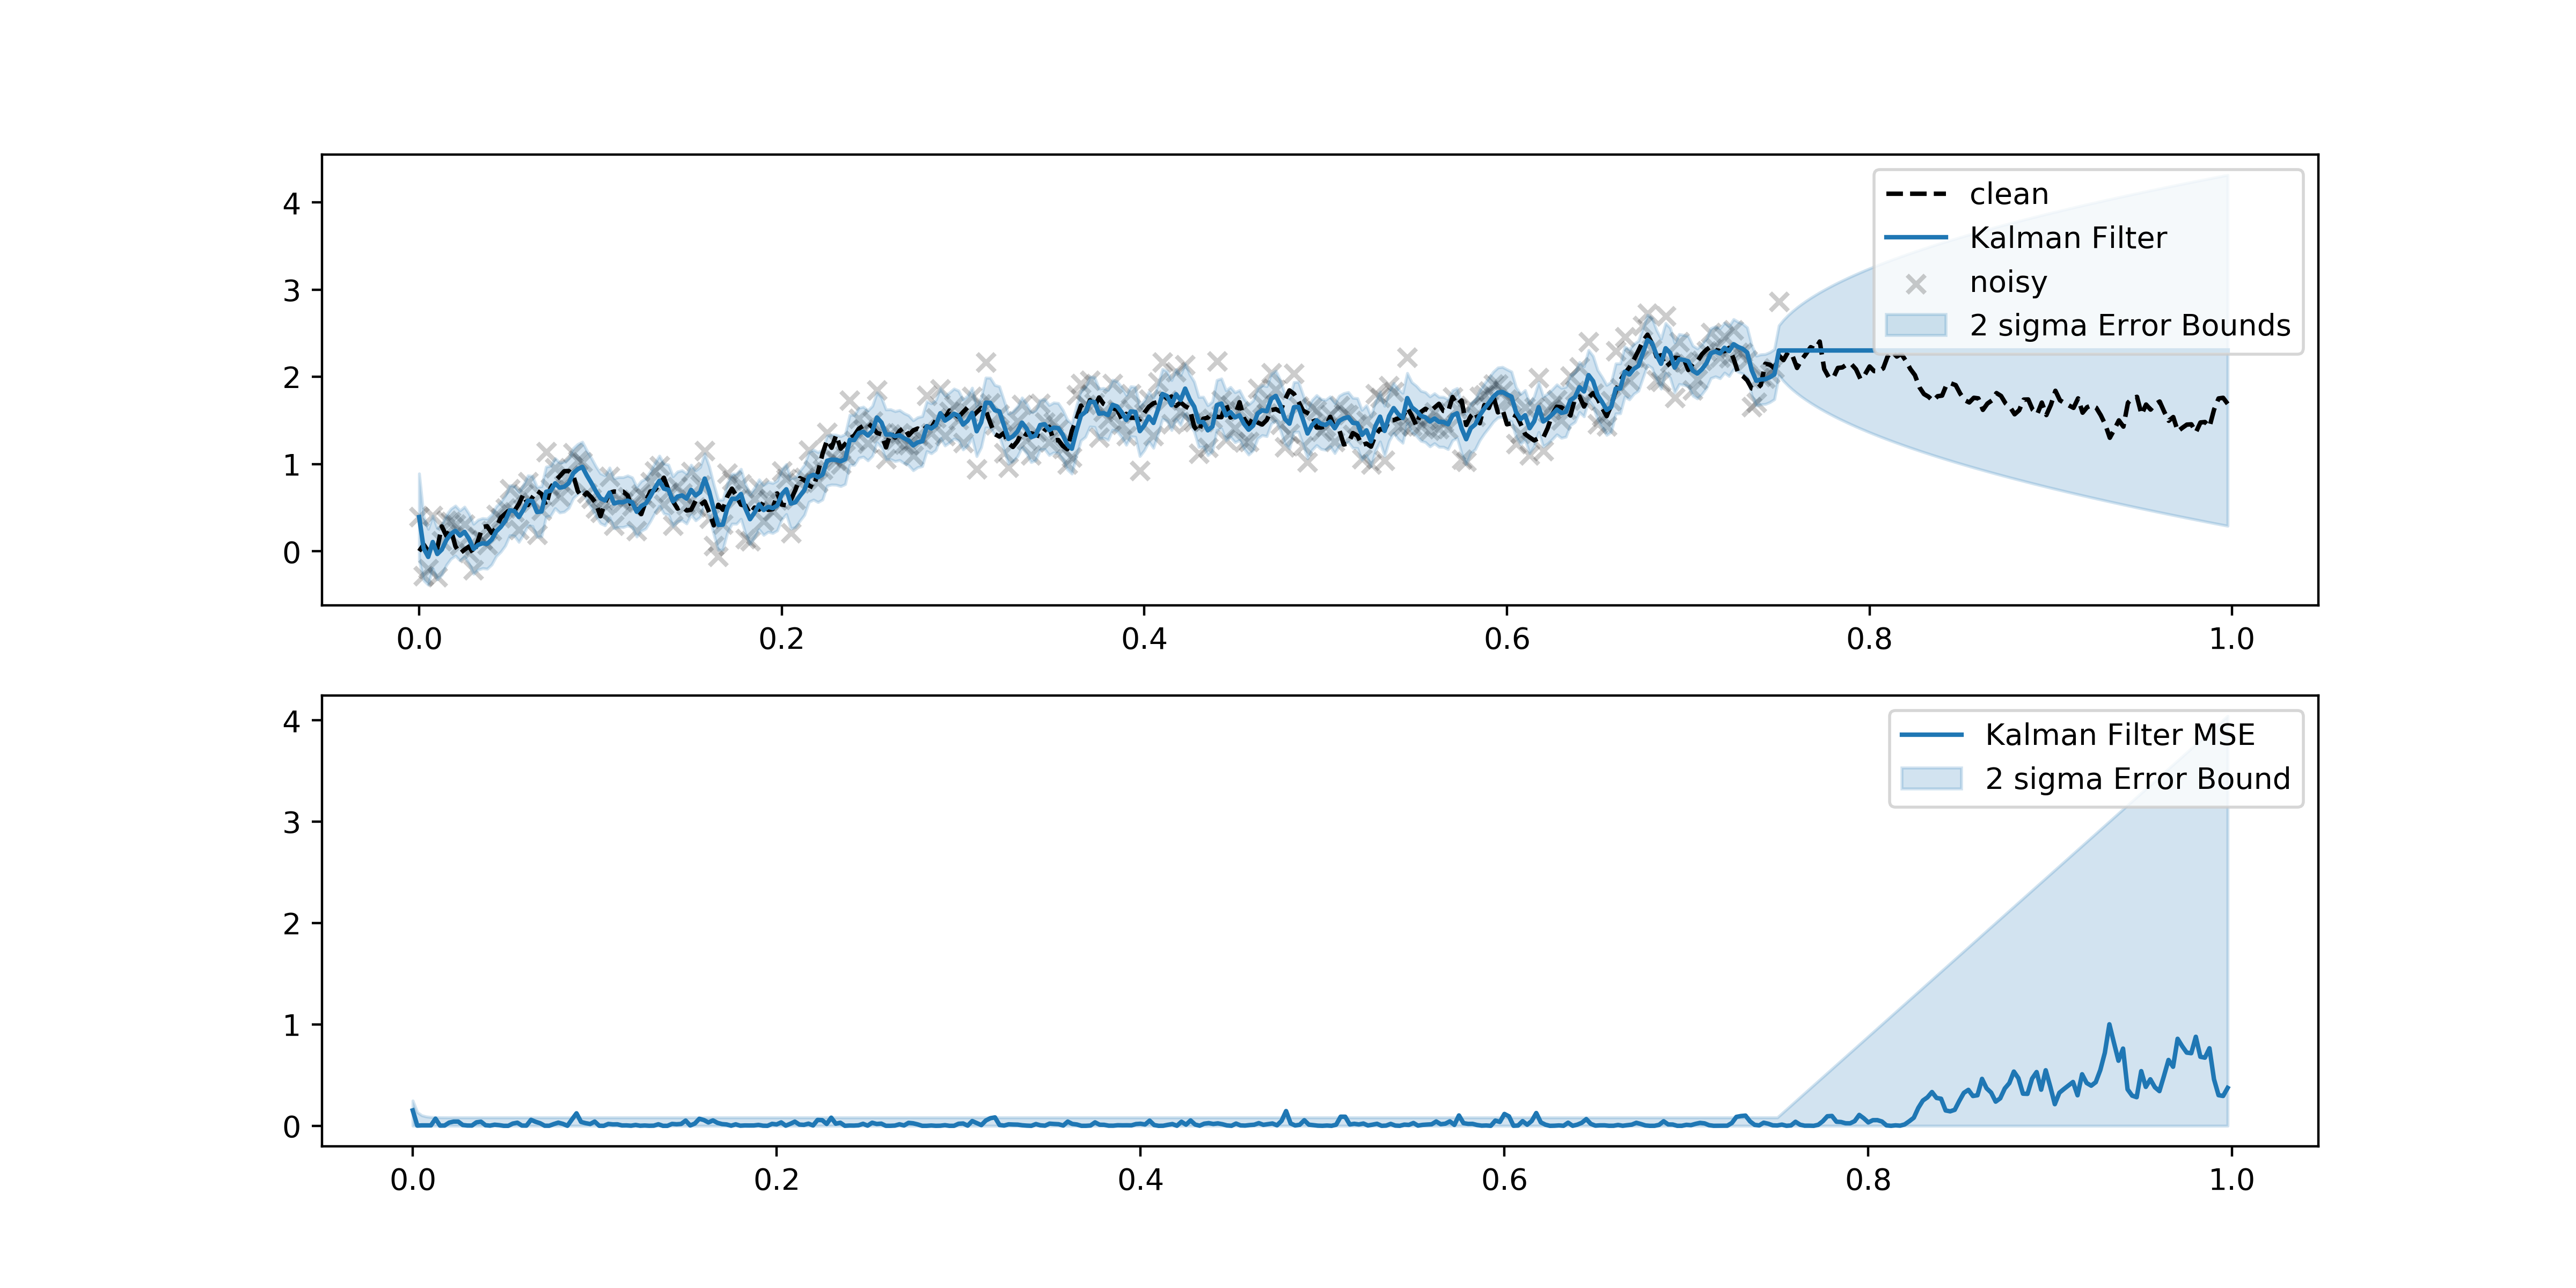 4
3
2
1
0
clean
Kalman Filter
noisy
2 sigma Error Bounds
0.0 0.2 0.4 0.6 0.8 1.0
4
3
2
1
0
Kalman Filter MSE
2 sigma Error Bound
0.0 0.2 0.4 0.6 0.8 1.0